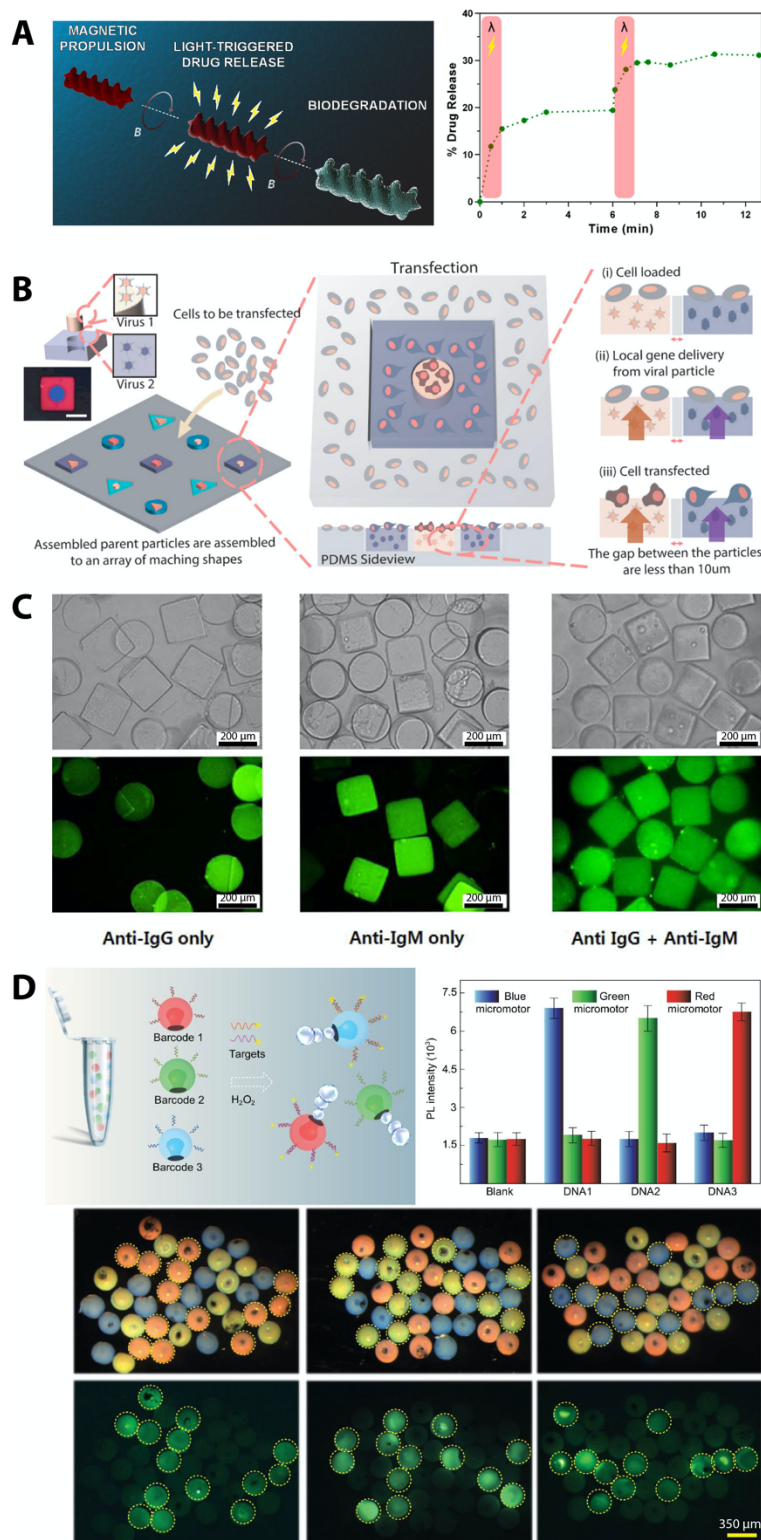 A
MAGNETIC
PROPULSION
LIGHT-TRIGGERED
DRUG RELEASE
BIODEGRADATION
B
B
% Drug Release
50
40
30
20
10
0
λ
λ
0
2
4
6
8
10
12
Time (min)
B
Virus 1
Virus 2
Cells to be transfected
Assembled parent particles are assembled
to an array of maching shapes
Transfection
PDMS Sideview
(i) Cell loaded
(ii) Local gene delivery
from viral particle
(iii) Cell transfected
The gap between the particles
are less than 10um
C
200 µm
200 µm
200 µm
200 µm
200 µm
200 µm
Anti-IgG only
Anti-IgM only
Anti IgG + Anti-IgM
D
Barcode 1
Barcode 2
Barcode 3
Targets
H₂O₂
PL intensity (10³)
7.5
6
4.5
3
1.5
Blue
micromotor
Green
micromotor
Red
micromotor
Blank
DNA1
DNA2
DNA3
350 µm